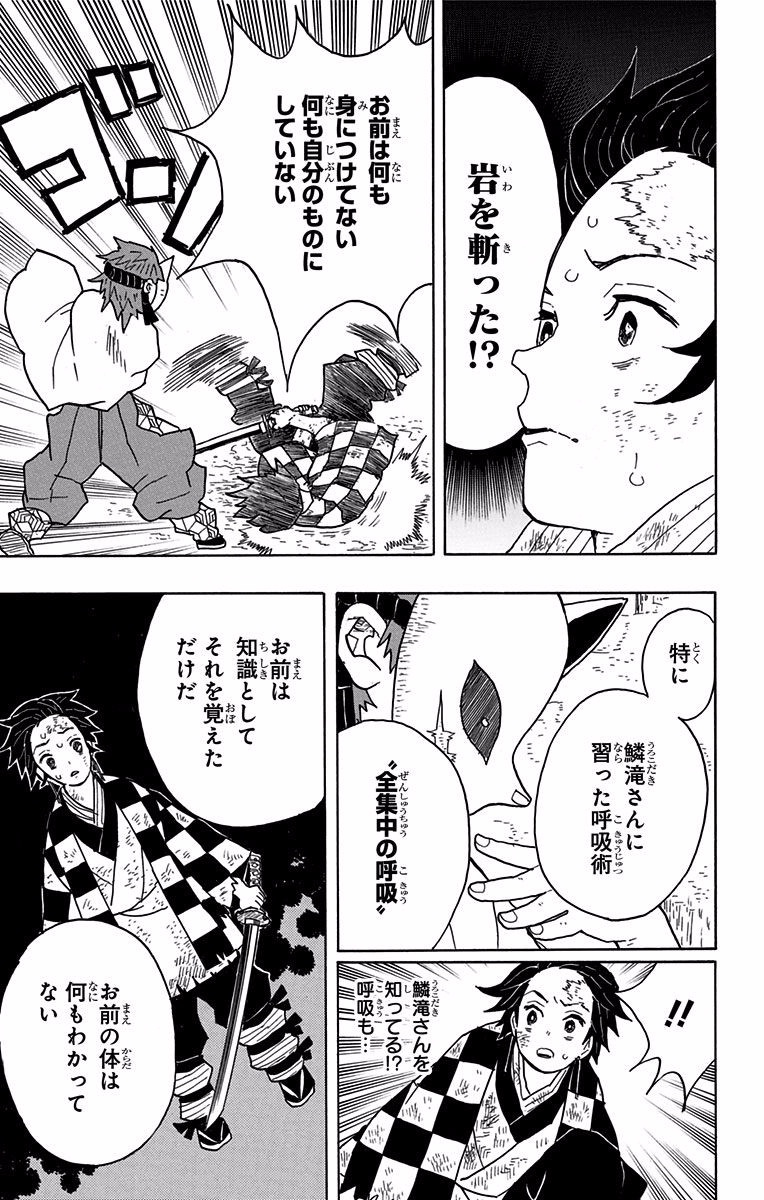 岩を斬った!?
お前は何も
身につけてない
何も自分のものに
していない
ゴン
特に
鱗滝さんに
習った呼吸術
〝全集中の呼吸〟
!!
鱗滝さんを
知ってる!?
呼吸も…
お前は
知識として
それを覚えた
だけだ
お前の体は
何もわかって
ない